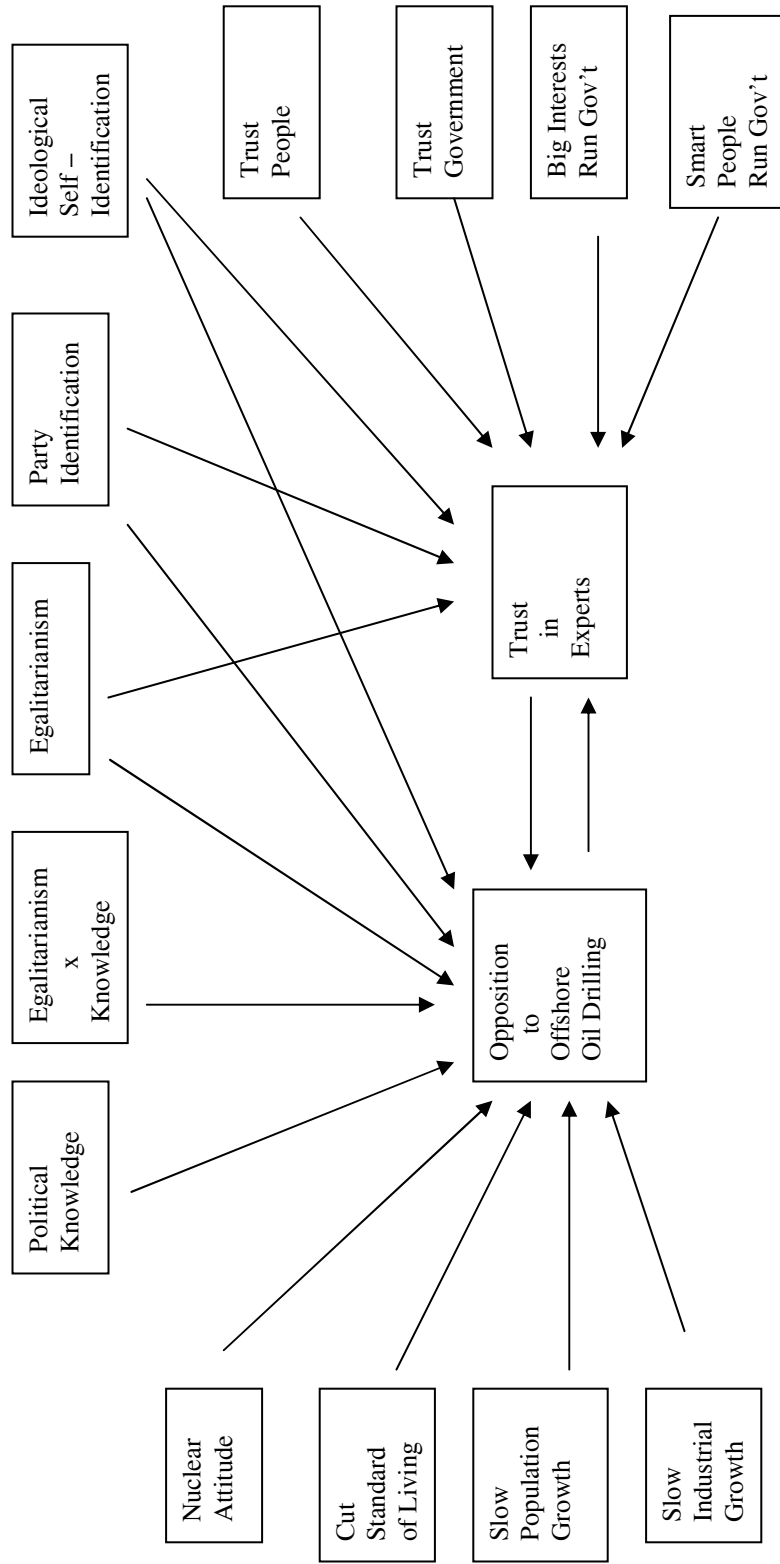 Political
Knowledge
Egalitarianism
x
Knowledge
Egalitarianism
Party
Identification
Ideological
Self –
Identification
Nuclear
Attitude
Cut
Standard
of Living
Slow
Population
Growth
Slow
Industrial
Growth
Opposition
to
Offshore
Oil Drilling
Trust
in
Experts
Trust
People
Trust
Government
Big Interests
Run Gov't
Smart
People
Run Gov't